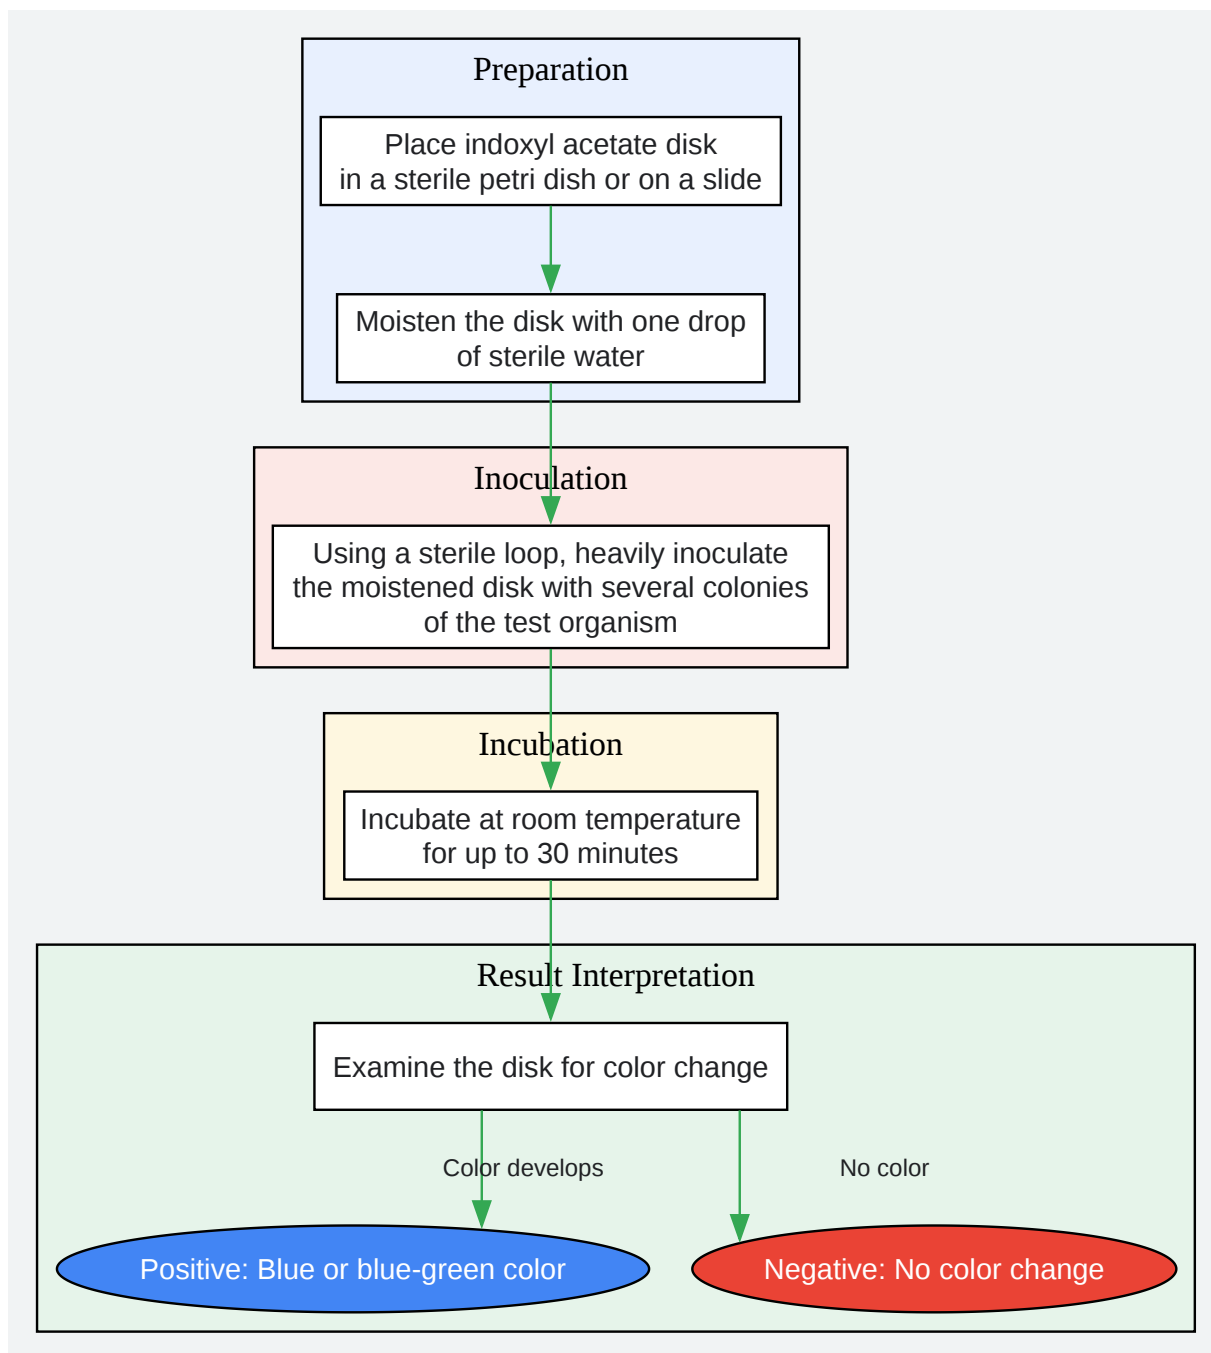 Preparation
Place indoxyl acetate disk
in a sterile petri dish or on a slide
Moisten the disk with one drop
of sterile water
Inoculation
Using a sterile loop, heavily inoculate
the moistened disk with several colonies
of the test organism
Incubation
Incubate at room temperature
for up to 30 minutes
Result Interpretation
Examine the disk for color change
Color develops
No color
Positive: Blue or blue-green color
Negative: No color change